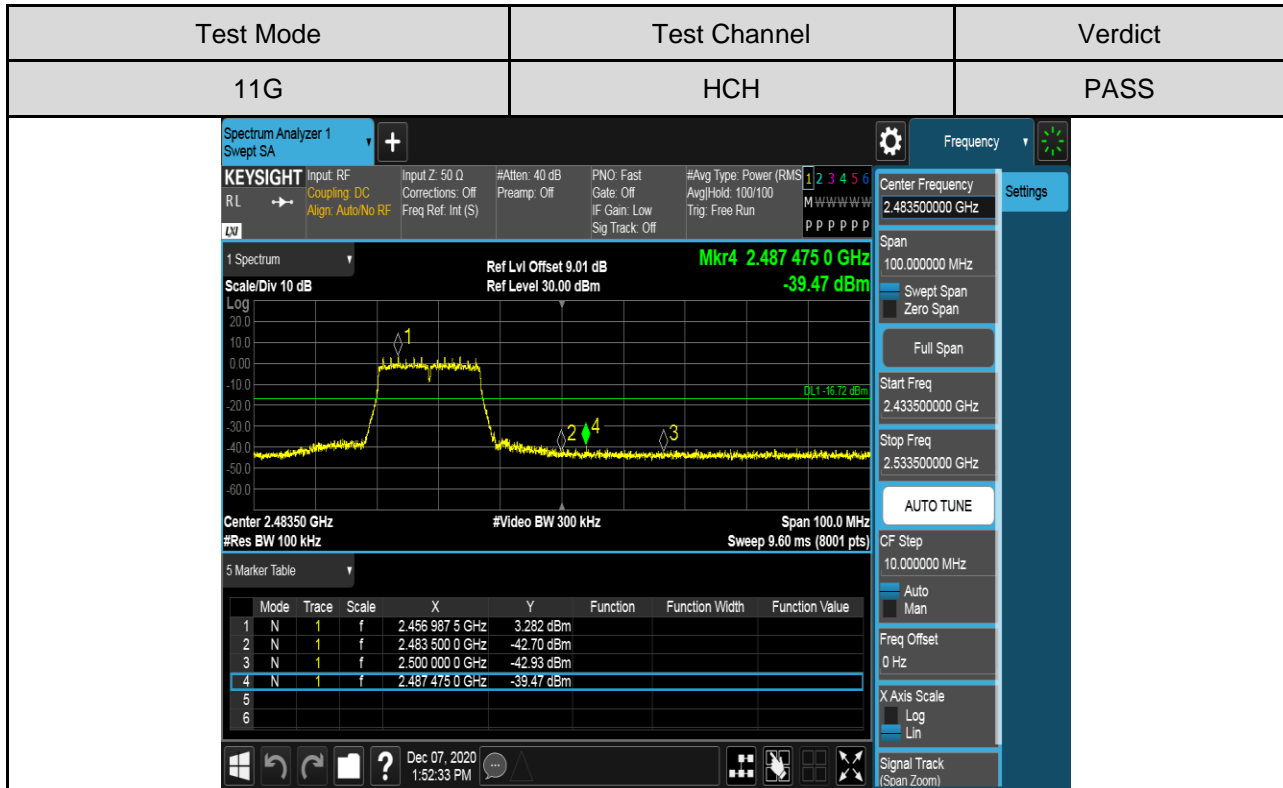 Test Mode Test Channel Verdict
11G HCH PASS
Spectrum Analyzer 1
Swept SA
+
Frequency
KEYSIGHT Input: RF Input Z: 50 Ω #Atten: 40 dB PNO: Fast #Avg Type: Power (RMS 1 2 3 4 5 6
RL Coupling: DC Corrections: Off Preamp: Off Gate: Off Avg|Hold: 100/100 M W W W W W
Align: Auto/No RF Freq Ref: Int (S) IF Gain: Low Trig: Free Run
LXI Sig Track: Off P P P P P P
1 Spectrum
Ref Lvl Offset 9.01 dB Mkr4 2.487 475 0 GHz
Scale/Div 10 dB Ref Level 30.00 dBm -39.47 dBm
Log
20.0
10.0
0.00
-10.0
-20.0
-30.0
-40.0
-50.0
-60.0
1
DL1 -16.72 dBm
2 4 3
Center 2.48350 GHz #Video BW 300 kHz Span 100.0 MHz
#Res BW 100 kHz Sweep 9.60 ms (8001 pts)
5 Marker Table
Mode Trace Scale X Y Function Function Width Function Value
1 N 1 f 2.456 987 5 GHz 3.282 dBm
2 N 1 f 2.483 500 0 GHz -42.70 dBm
3 N 1 f 2.500 000 0 GHz -42.93 dBm
4 N 1 f 2.487 475 0 GHz -39.47 dBm
5
6
? Dec 07, 2020
1:52:33 PM
Center Frequency
2.483500000 GHz
Settings
Span
100.000000 MHz
Swept Span
Zero Span
Full Span
Start Freq
2.433500000 GHz
Stop Freq
2.533500000 GHz
AUTO TUNE
CF Step
10.000000 MHz
Auto
Man
Freq Offset
0 Hz
X Axis Scale
Log
Lin
Signal Track
(Span Zoom)